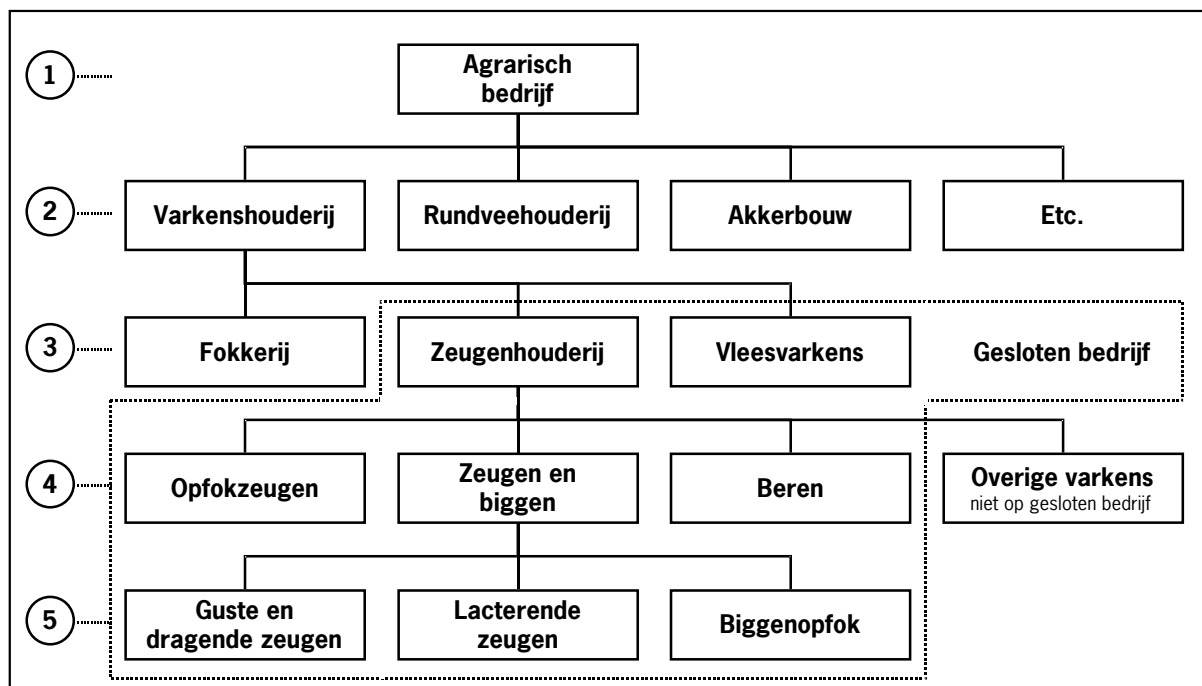 1
Agrarisch
bedrijf
2
Varkenshouderij
Rundveehouderij
Akkerbouw
Etc.
3
Fokkerij
Zeugenhouderij
Vleesvarkens
Gesloten bedrijf
4
Opfokzeugen
Zeugen en
biggen
Beren
Overige varkens
niet op gesloten bedrijf
5
Guste en
dragende zeugen
Lacterende
zeugen
Biggenopfok